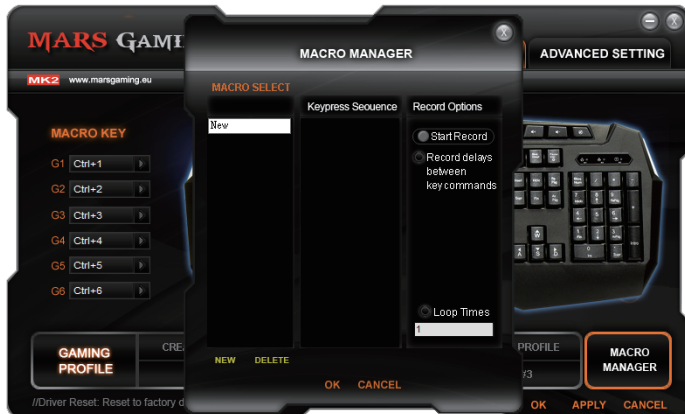 MARS GAMI
MACRO MANAGER
ADVANCED SETTING
MK2 www.marsgaming.eu
MACRO SELECT
Keypress Seouence
Record Options
New
Start Record
Record delays
between
key commands
MACRO KEY
G1 Ctrl+1
G2 Ctrl+2
G3 Ctrl+3
G4 Ctrl+4
G5 Ctrl+5
G6 Ctrl+6
Loop Times
1
NEW DELETE
OK CANCEL
GAMING
PROFILE
CREA
PROFILE
/3
MACRO
MANAGER
//Driver Reset: Reset to factory d
OK APPLY CANCEL